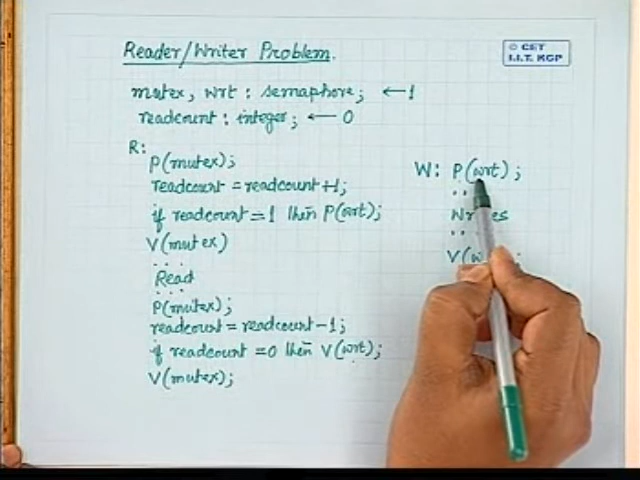 Reader/Writer Problem.
© CET
I.I.T. KGP
mutex, wrt : semaphore; ← 1
readcount : integer; ← 0
R:
P(mutex);
readcount = readcount+1;
if readcount=1 then P(wrt);
V(mutex)
...
Read
...
P(mutex);
readcount = readcount-1;
if readcount =0 then V(wrt);
V(mutex);
W: P(wrt);
..
..
V(w ;